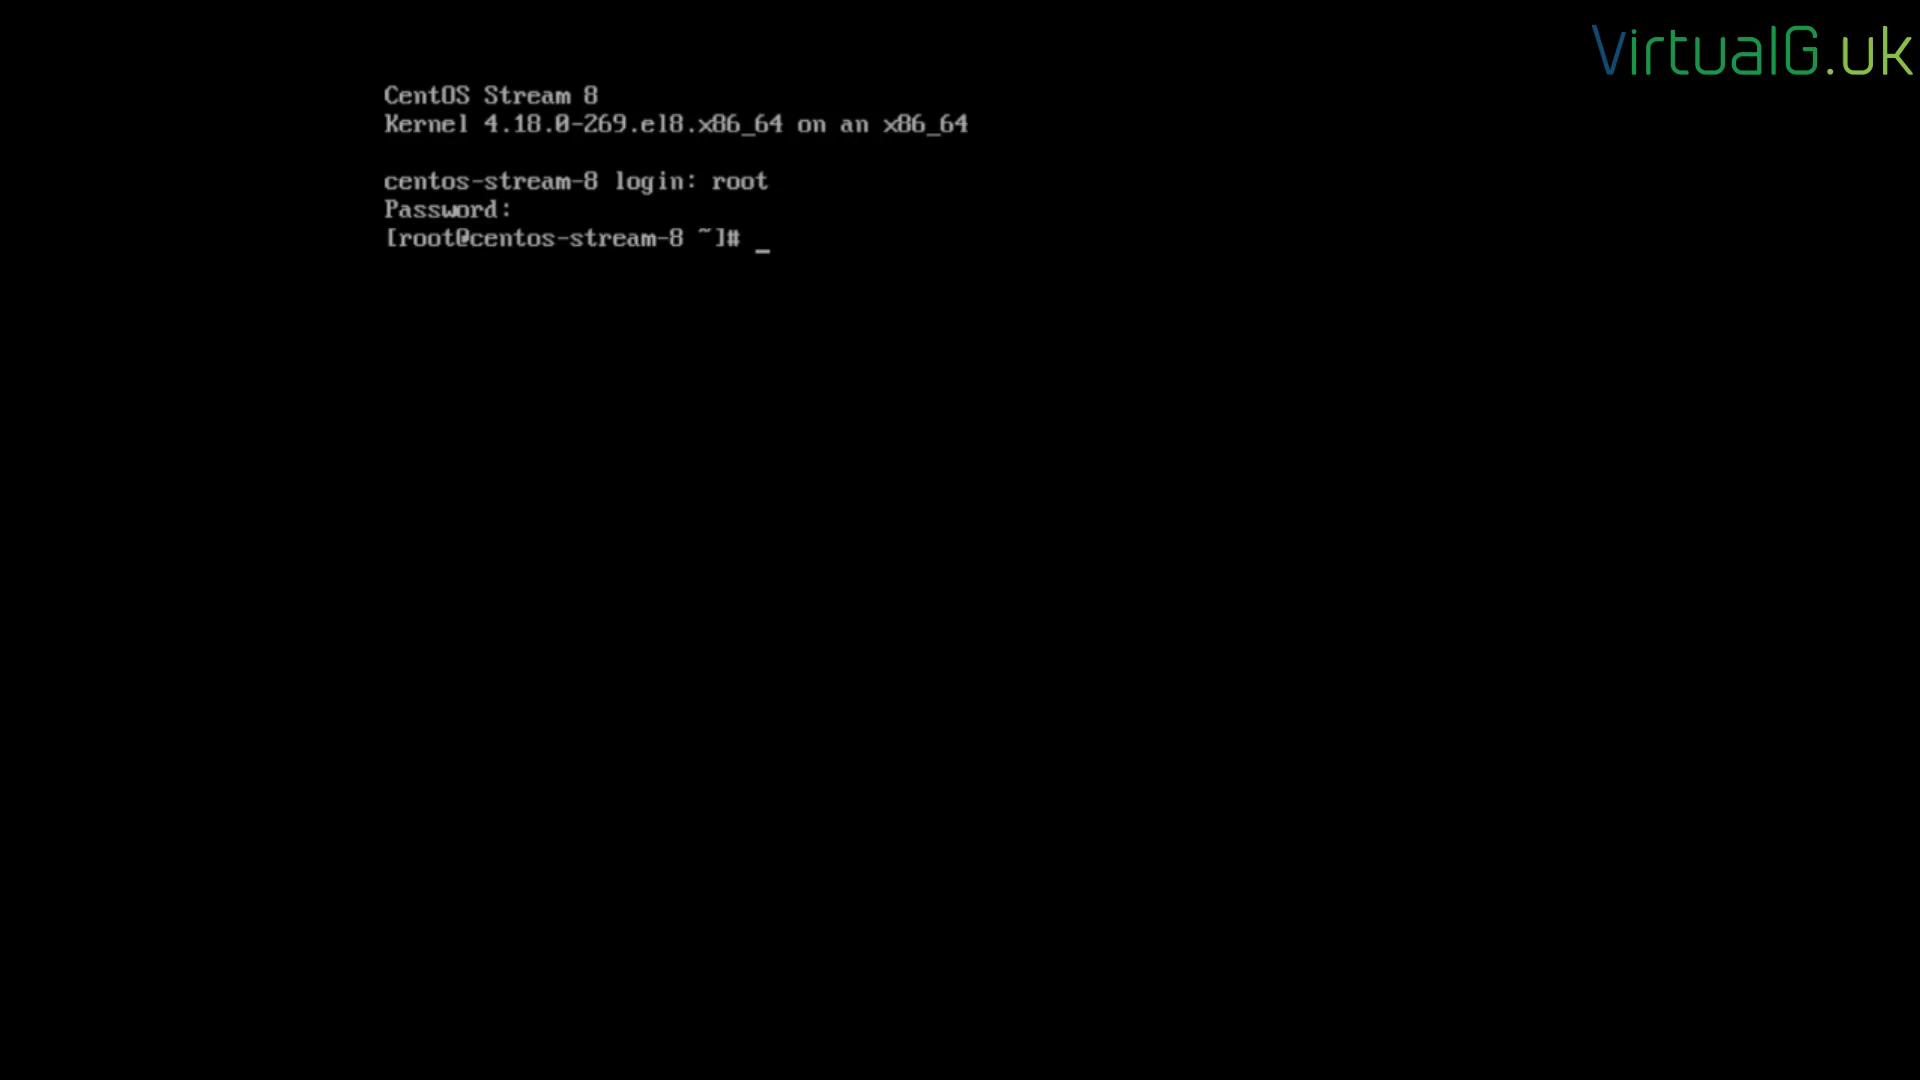 VirtualG.uk
CentOS Stream 8
Kernel 4.18.0-269.el8.x86_64 on an x86_64
centos-stream-8 login: root
Password:
[root@centos-stream-8 ~]# _